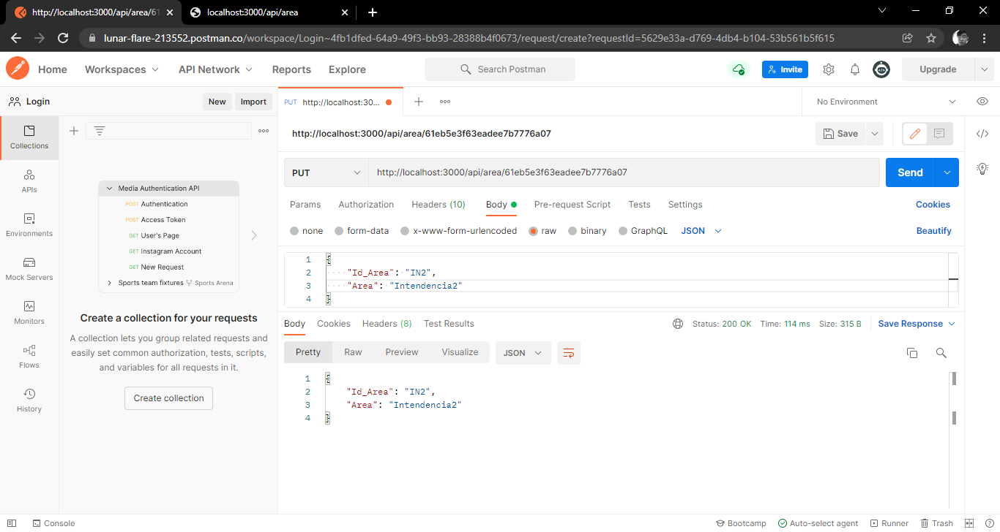 http://localhost:3000/api/area/61
http://localhost:3000/api/area
lunar-flare-213552.postman.co/workspace/Login~4fb1dfed-64a9-49f3-bb93-28388b4f0673/request/create?requestId=5629e33a-d769-4db4-b104-53b561b5f615
Home Workspaces API Network Reports Explore Search Postman Invite Upgrade
Login New Import PUT http://localhost:30... No Environment
Collections
APIs
Environments
Mock Servers
Monitors
Flows
History
Media Authentication API
POST Authentication
POST Access Token
GET User's Page
GET Instagram Account
GET New Request
Sports team fixtures Sports Arena
Create a collection for your requests
A collection lets you group related requests and
easily set common authorization, tests, scripts,
and variables for all requests in it.
Create collection
http://localhost:3000/api/area/61eb5e3f63eadee7b7776a07 Save
PUT http://localhost:3000/api/area/61eb5e3f63eadee7b7776a07 Send
Params Authorization Headers (10) Body Pre-request Script Tests Settings Cookies
none form-data x-www-form-urlencoded raw binary GraphQL JSON Beautify
1 {
2 "Id_Area": "IN2",
3 "Area": "Intendencia2"
4 }
Body Cookies Headers (8) Test Results Status: 200 OK Time: 114 ms Size: 315 B Save Response
Pretty Raw Preview Visualize JSON
1 {
2 "Id_Area": "IN2",
3 "Area": "Intendencia2"
4 }
Console Bootcamp Auto-select agent Runner Trash